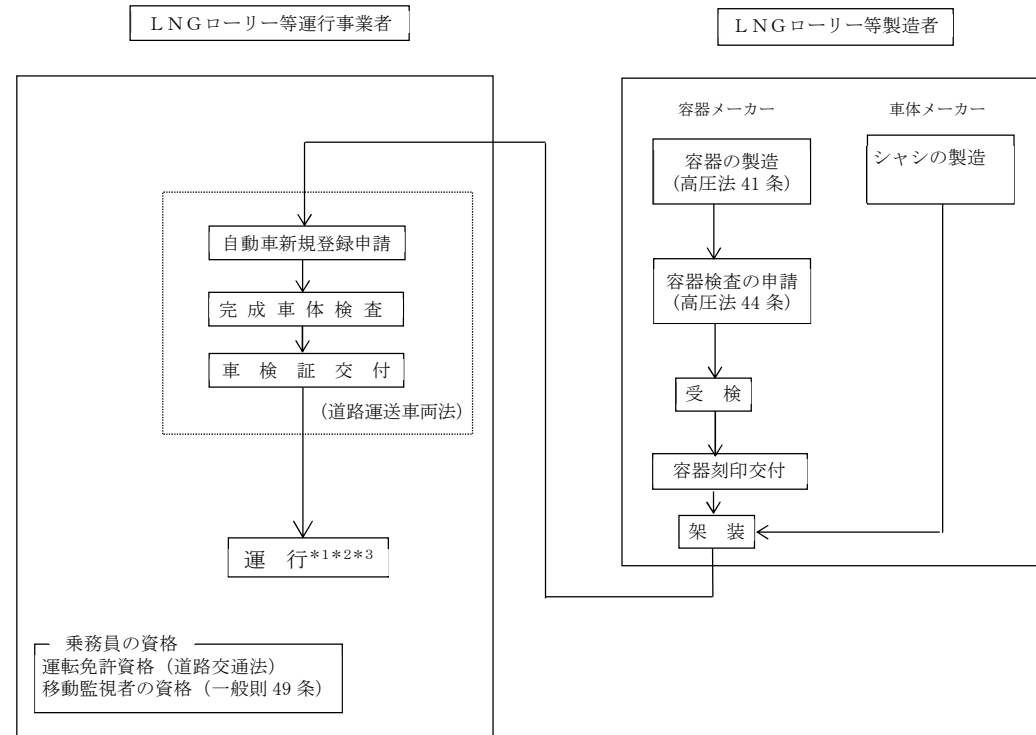 LNGローリー等運行事業者
自動車新規登録申請
完成車体検査
車検証交付
(道路運送車両法)
運 行*1*2*3
乗務員の資格
運転免許資格(道路交通法)
移動監視者の資格(一般則 49 条)
LNGローリー等製造者
容器メーカー
車体メーカー
容器の製造
(高圧法 41 条)
シャシの製造
容器検査の申請
(高圧法 44 条)
受 検
容器刻印交付
架 装